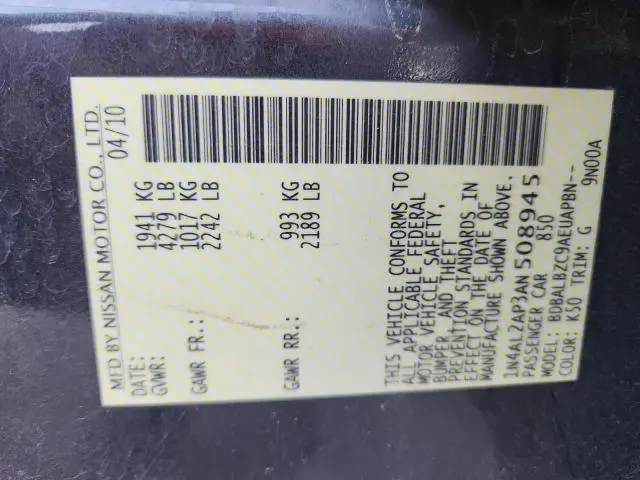 MFD BY NISSAN MOTOR CO., LTD.
DATE: 04/10
GVWR: 1941 KG
4279 LB
GAWR FR.: 1017 KG
2242 LB
GAWR RR.: 993 KG
2189 LB
THIS VEHICLE CONFORMS TO
ALL APPLICABLE FEDERAL
MOTOR VEHICLE SAFETY,
BUMPER, AND THEFT
PREVENTION STANDARDS IN
EFFECT ON THE DATE OF
MANUFACTURE SHOWN ABOVE.
1N4AL2AP3AN508945
PASSENGER CAR 850
MODEL: BDBALBZC9AEUAPBN--
COLOR: K50 TRIM: G 9N00A